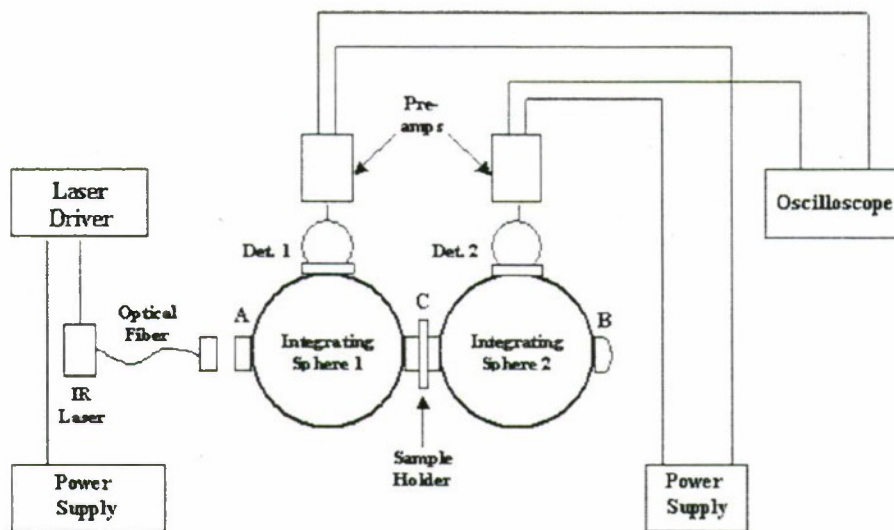 Pre-
amps
Laser
Driver
Oscilloscope
Det. 1
Det. 2
Optical
Fiber
A
C
B
Integrating
Sphere 1
Integrating
Sphere 2
IR
Laser
Sample
Holder
Power
Supply
Power
Supply